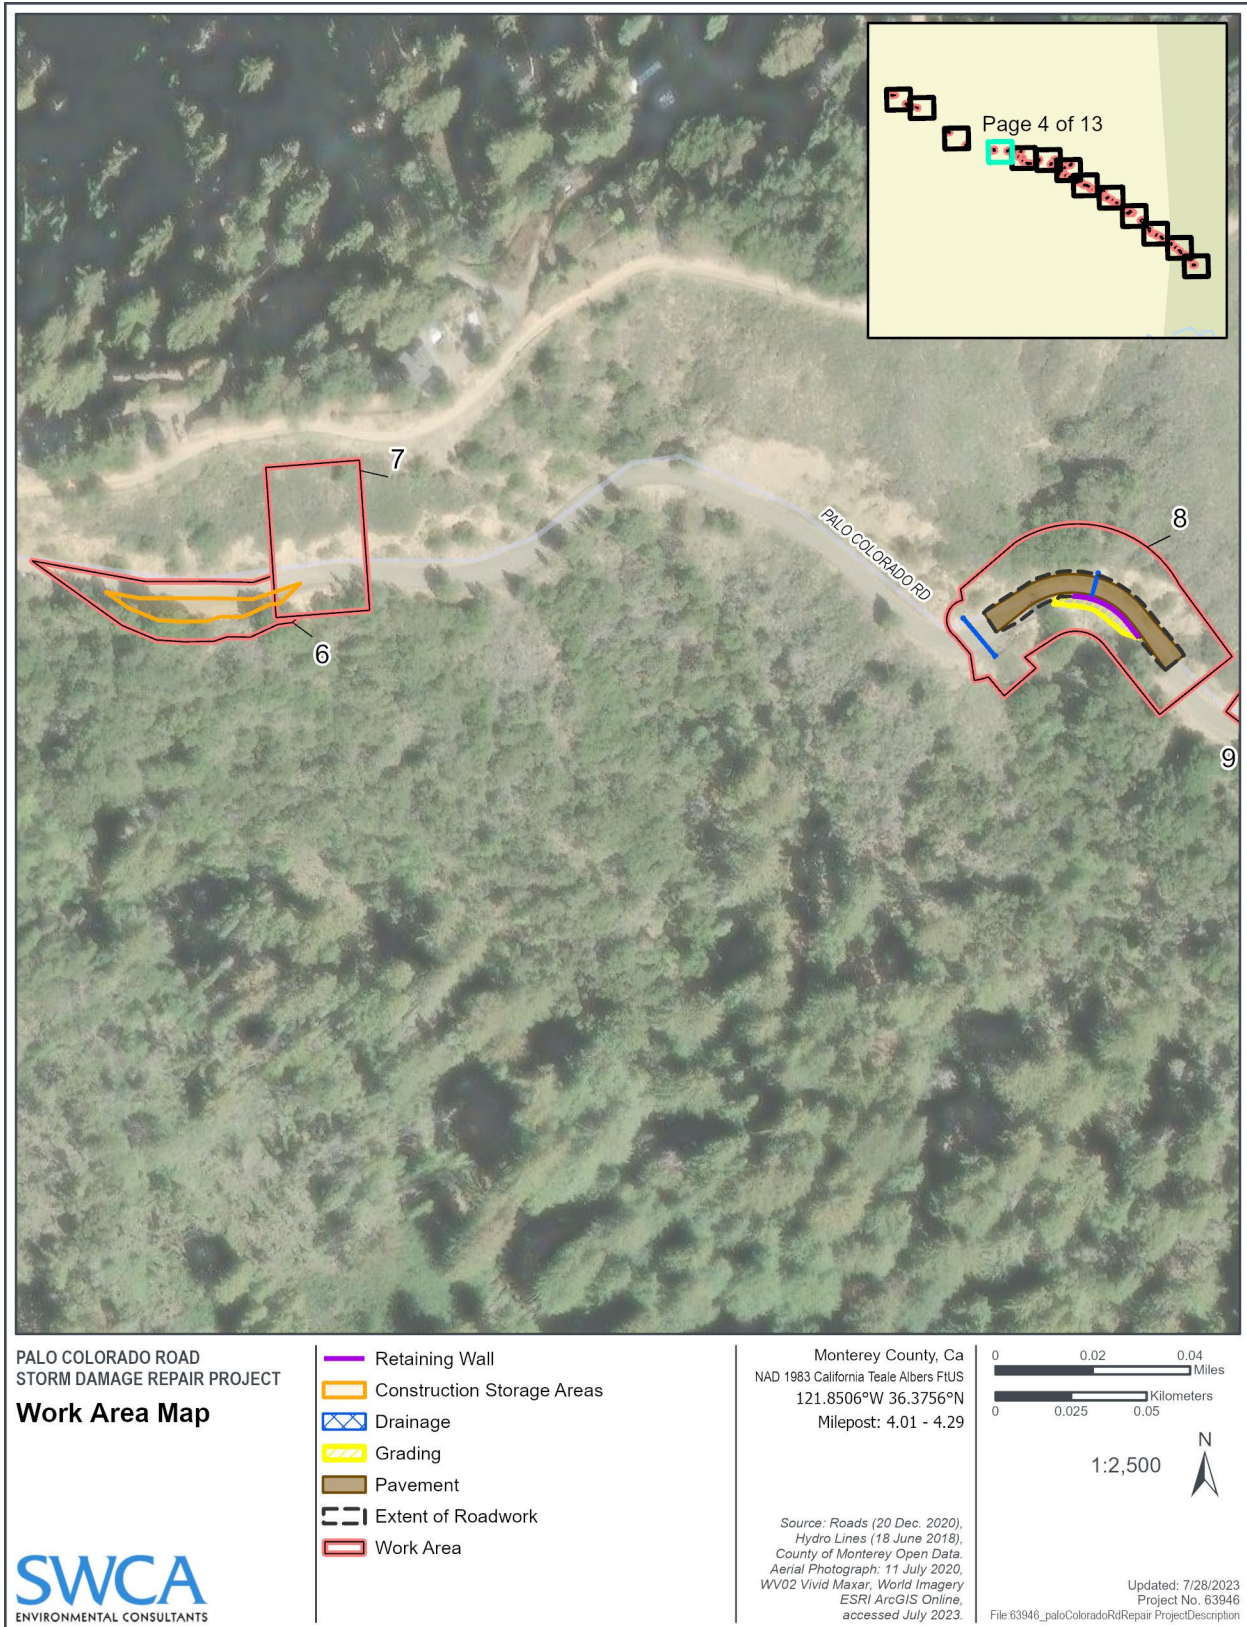 Page 4 of 13
7
PALO COLORADO RD
8
6
9
PALO COLORADO ROAD
STORM DAMAGE REPAIR PROJECT
Work Area Map
SWCA
ENVIRONMENTAL CONSULTANTS
Retaining Wall
Construction Storage Areas
Drainage
Grading
Pavement
Extent of Roadwork
Work Area
Monterey County, Ca
NAD 1983 California Teale Albers FtUS
121.8506°W 36.3756°N
Milepost: 4.01 - 4.29
Source: Roads (20 Dec. 2020),
Hydro Lines (18 June 2018),
County of Monterey Open Data.
Aerial Photograph: 11 July 2020,
WV02 Vivid Maxar, World Imagery
ESRI ArcGIS Online,
accessed July 2023.
0 0.02 0.04
Miles
Kilometers
0 0.025 0.05
N
1:2,500
Updated: 7/28/2023
Project No. 63946
File:63946_paloColoradoRdRepair ProjectDescription